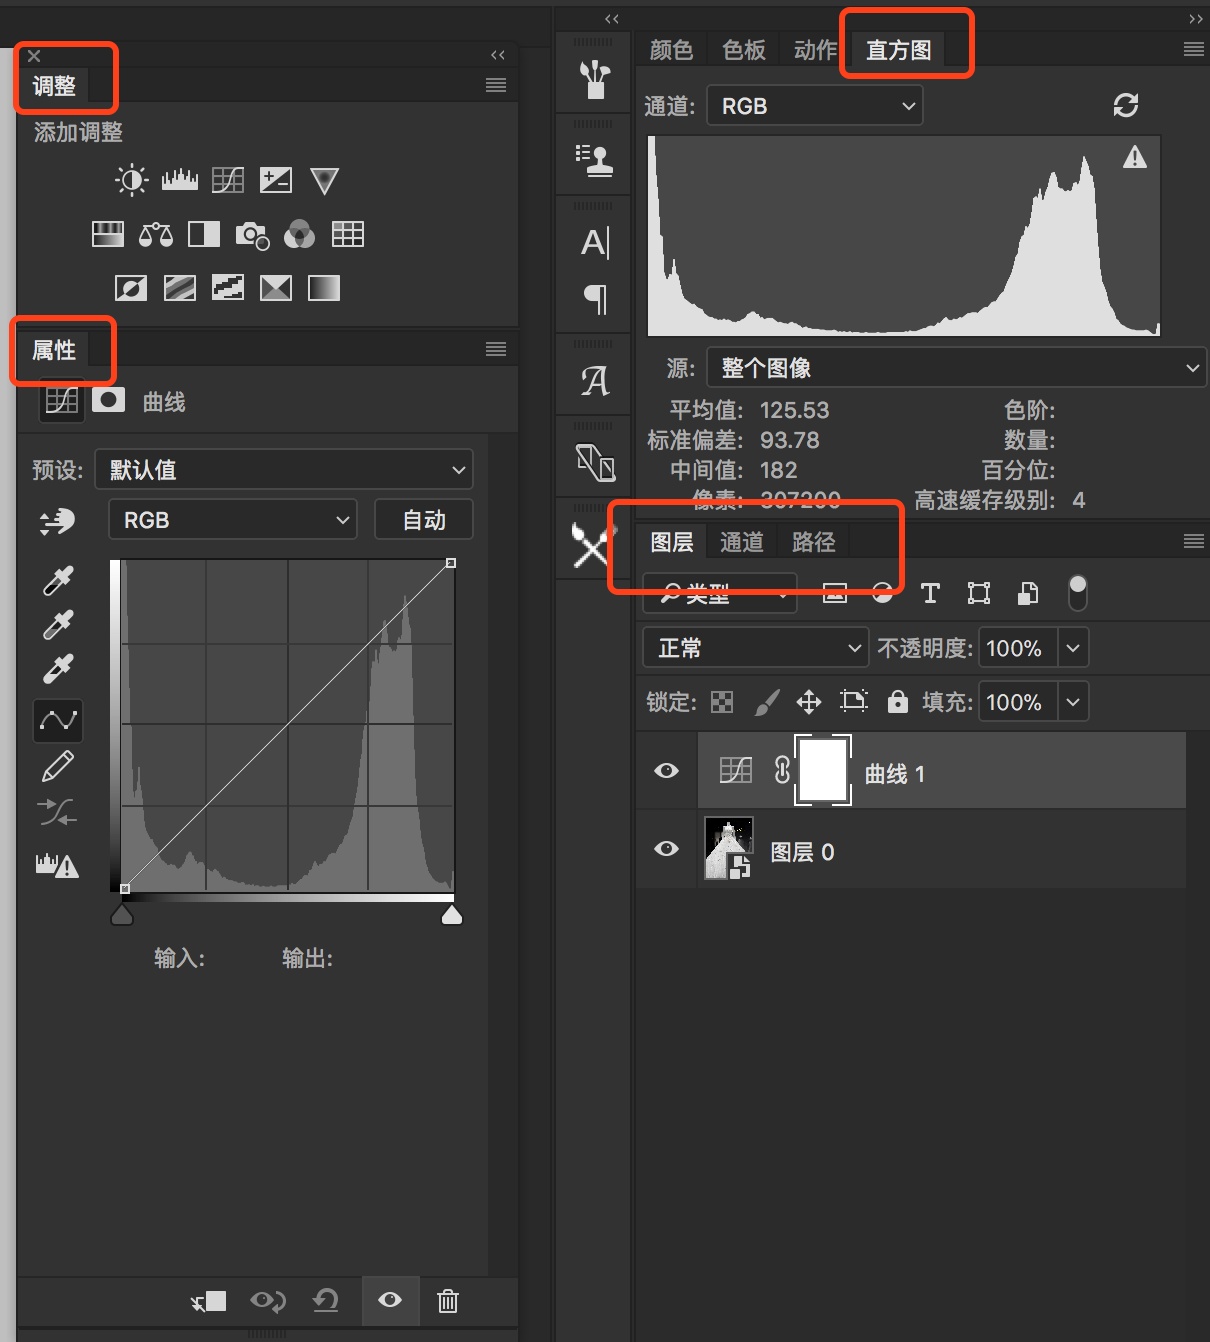 调整
添加调整
属性
曲线
预设: 默认值
RGB 自动
输入: 输出:
颜色 色板 动作 直方图
通道: RGB
源: 整个图像
平均值: 125.53 色阶:
标准偏差: 93.78 数量:
中间值: 182 百分位:
像素: 307200 高速缓存级别: 4
图层 通道 路径
类型
正常 不透明度: 100%
锁定: 填充: 100%
曲线 1
图层 0